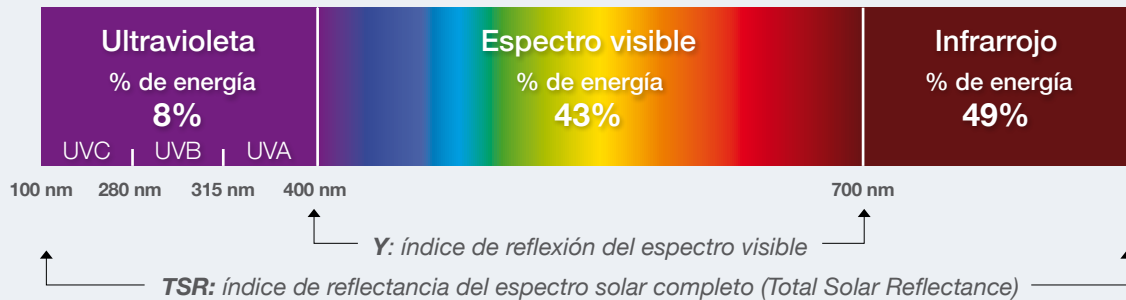 Ultravioleta
% de energía
8%
UVC UVB UVA
Espectro visible
% de energía
43%
Infrarrojo
% de energía
49%
100 nm 280 nm 315 nm 400 nm 700 nm
Y: índice de reflexión del espectro visible
TSR: índice de reflectancia del espectro solar completo (Total Solar Reflectance)